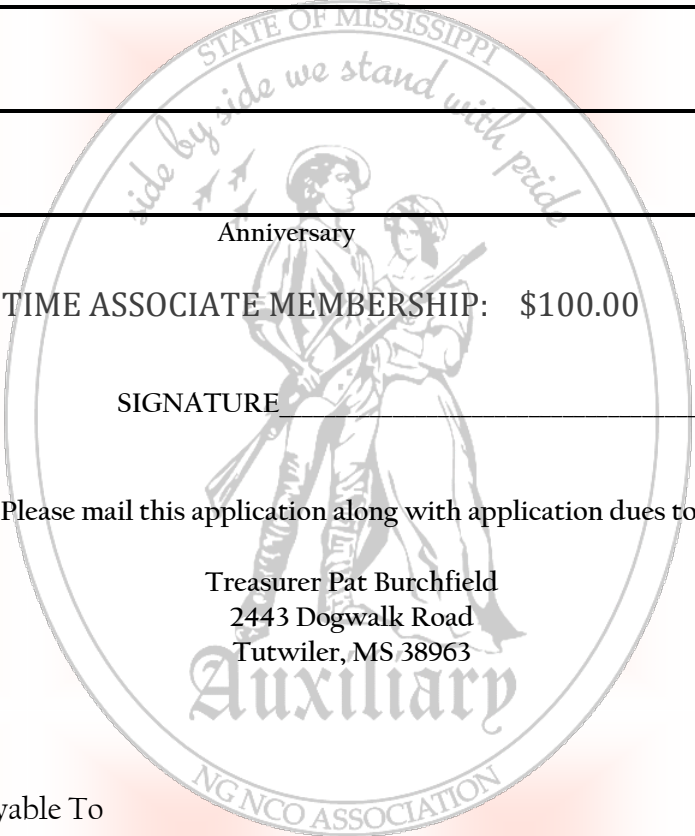 STATE OF MISSISSIPPI
side by side we stand with pride
Anniversary
TIME ASSOCIATE MEMBERSHIP: $100.00
SIGNATURE
Please mail this application along with application dues to
Treasurer Pat Burchfield
2443 Dogwalk Road
Tutwiler, MS 38963
Auxiliary
NG NCO ASSOCIATION
yable To